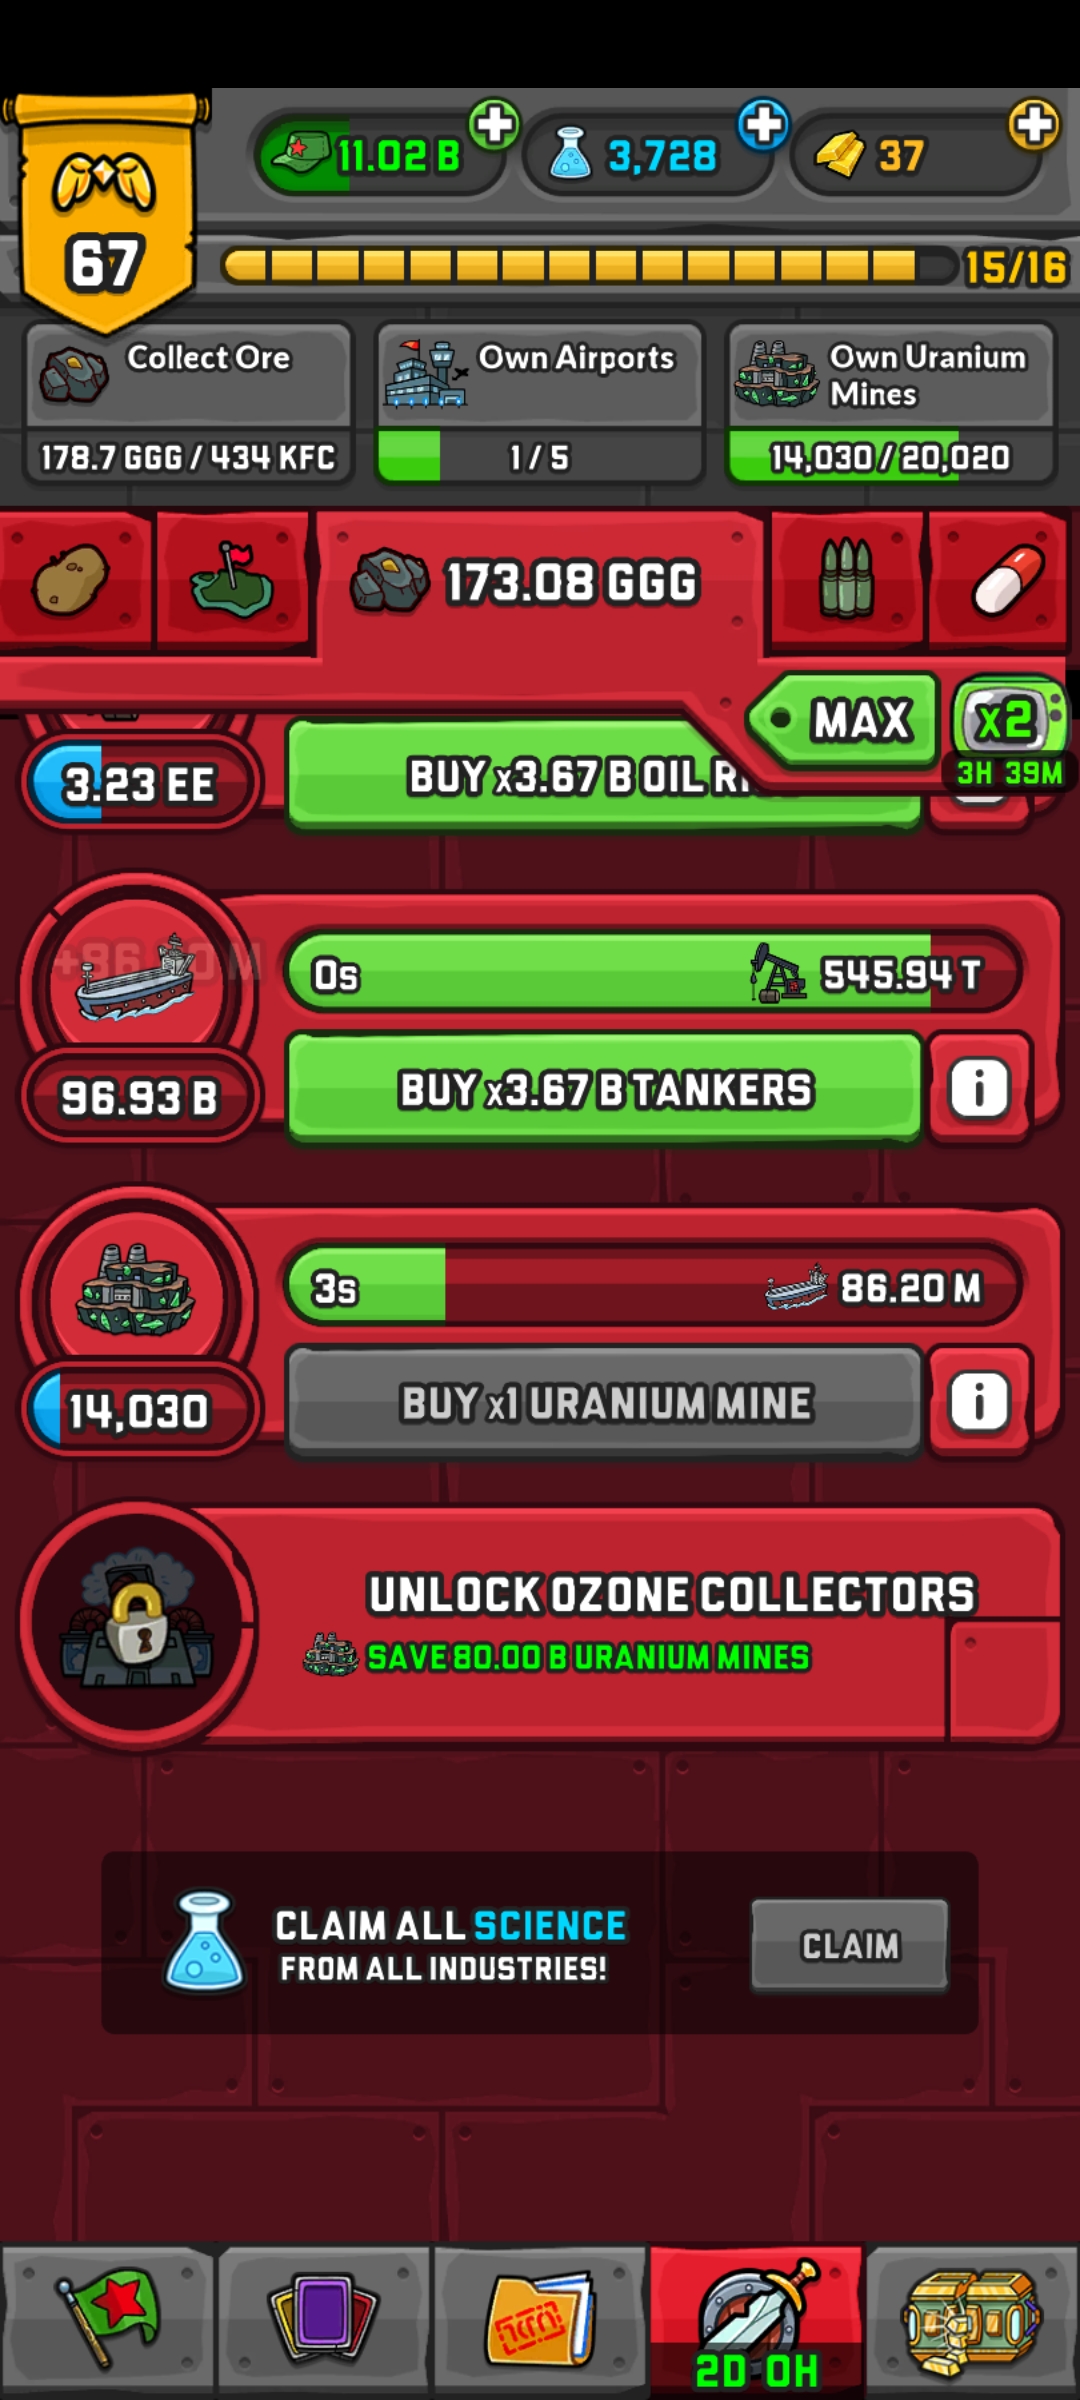 11.02 B
3,728
37
67
15/16
Collect Ore
178.7 GGG / 434 KFC
Own Airports
1 / 5
Own Uranium
Mines
14,030 / 20,020
173.08 GGG
MAX
x2
3H 39M
3.23 EE
BUY x3.67 B OIL
+86.20 M
0s
545.94 T
96.93 B
BUY x3.67 B TANKERS
3s
86.20 M
14,030
BUY x1 URANIUM MINE
UNLOCK OZONE COLLECTORS
SAVE 80.00 B URANIUM MINES
CLAIM ALL SCIENCE
FROM ALL INDUSTRIES!
CLAIM
2D 0H